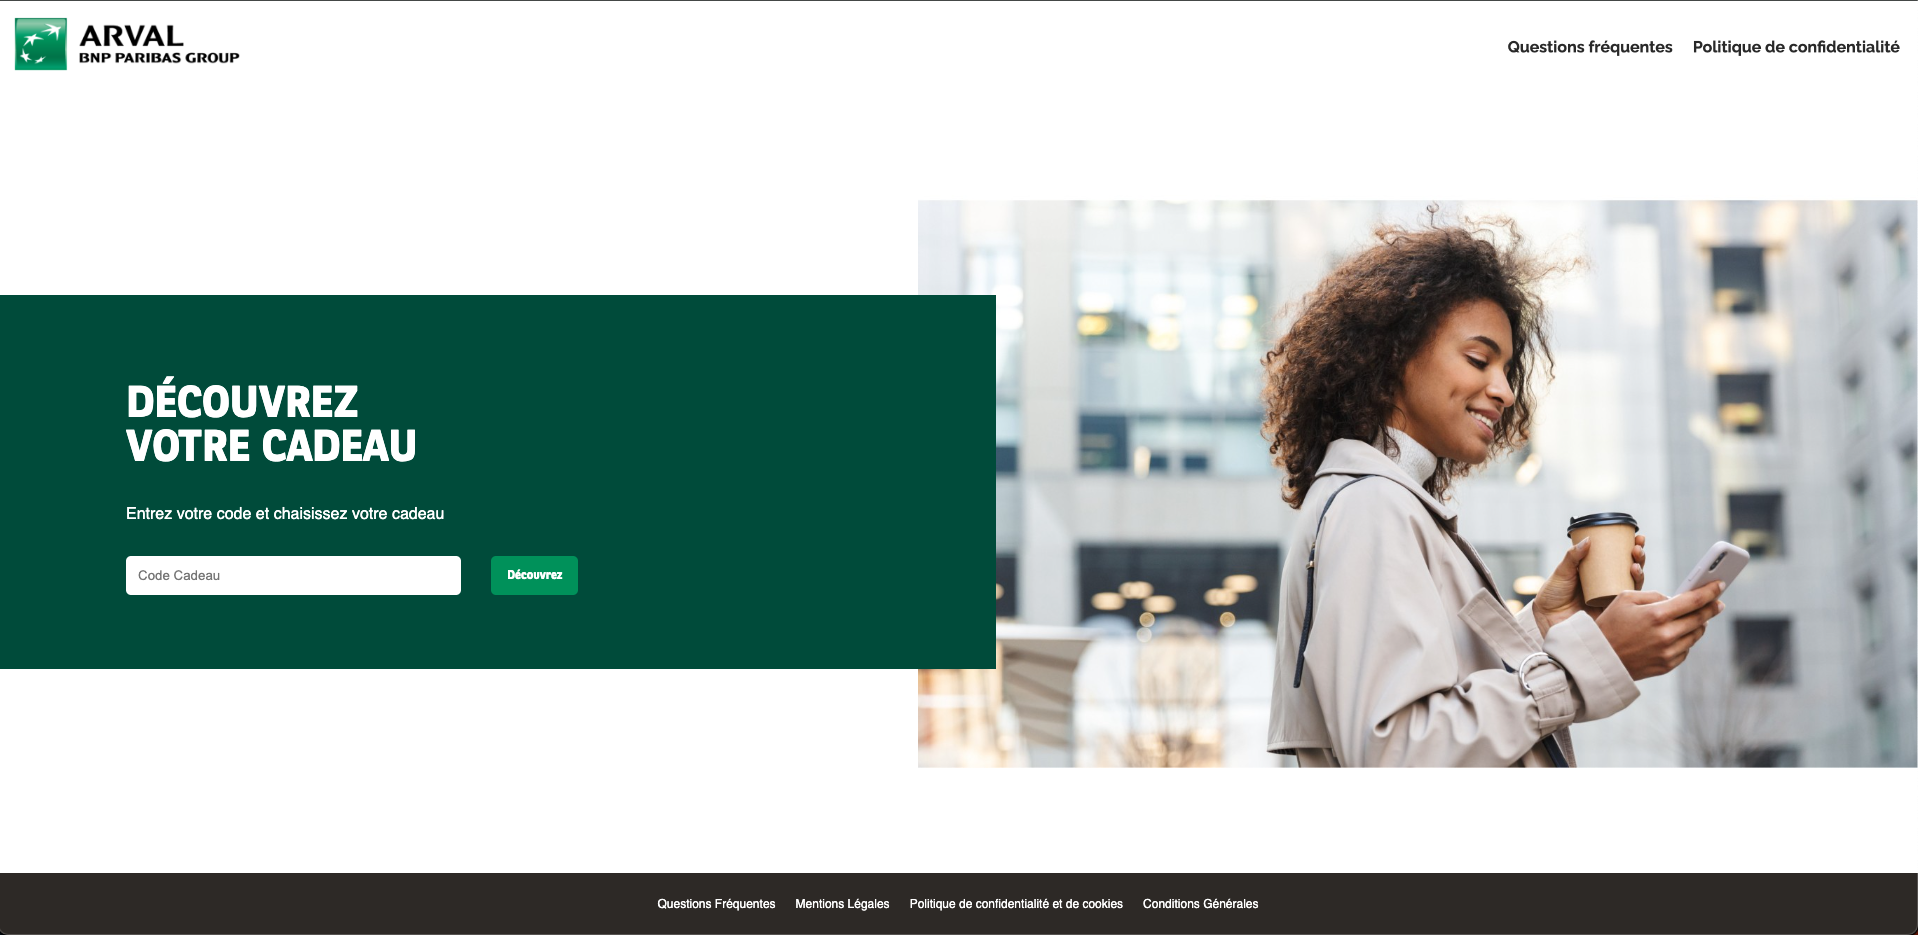 ARVAL
BNP PARIBAS GROUP
Questions fréquentes
Politique de confidentialité
DÉCOUVREZ
VOTRE CADEAU
Entrez votre code et chaisissez votre cadeau
Code Cadeau
Découvrez
Questions Fréquentes
Mentions Légales
Politique de confidentialité et de cookies
Conditions Générales